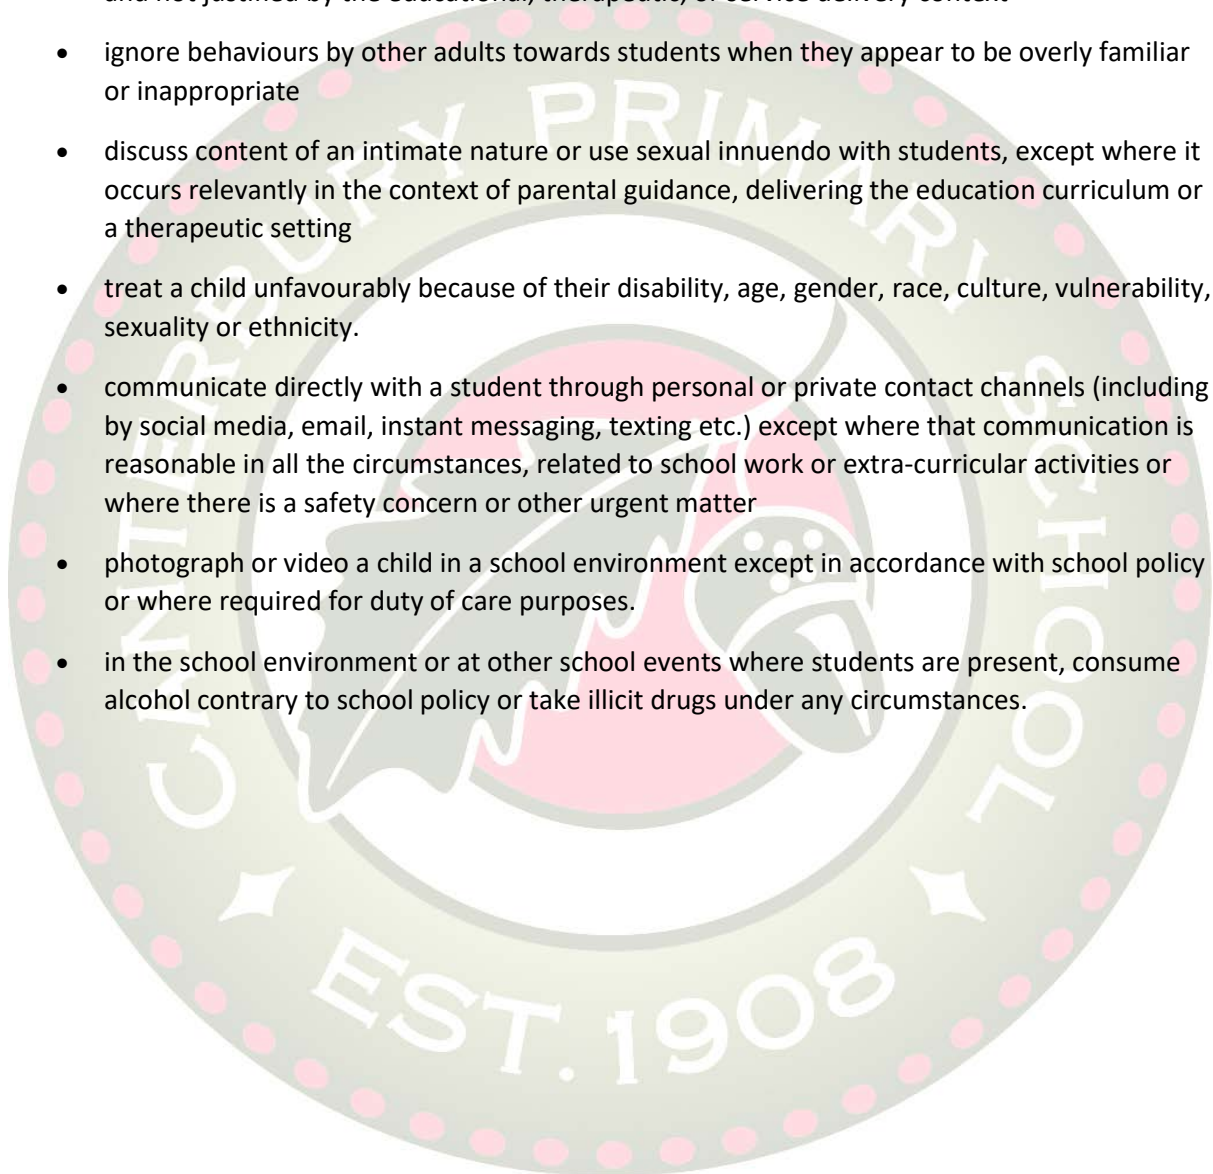 • ignore behaviours by other adults towards students when they appear to be overly familiar
or inappropriate
• discuss content of an intimate nature or use sexual innuendo with students, except where it
occurs relevantly in the context of parental guidance, delivering the education curriculum or
a therapeutic setting
• treat a child unfavourably because of their disability, age, gender, race, culture, vulnerability,
sexuality or ethnicity.
• communicate directly with a student through personal or private contact channels (including
by social media, email, instant messaging, texting etc.) except where that communication is
reasonable in all the circumstances, related to school work or extra-curricular activities or
where there is a safety concern or other urgent matter
• photograph or video a child in a school environment except in accordance with school policy
or where required for duty of care purposes.
• in the school environment or at other school events where students are present, consume
alcohol contrary to school policy or take illicit drugs under any circumstances.
CANTERBURY PRIMARY SCHOOL
EST. 1908